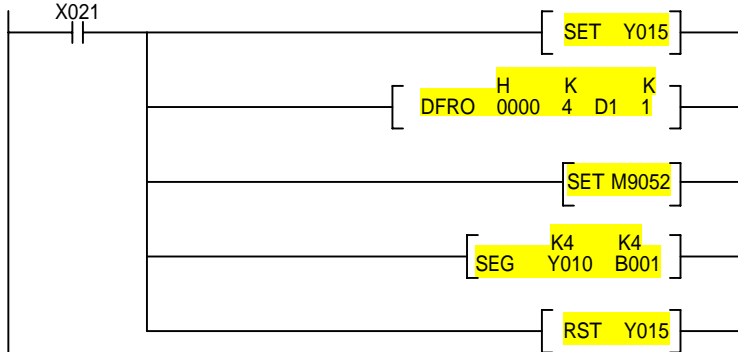 X021
SET Y015
H K K
DFRO 0000 4 D1 1
SET M9052
K4 K4
SEG Y010 B001
RST Y015